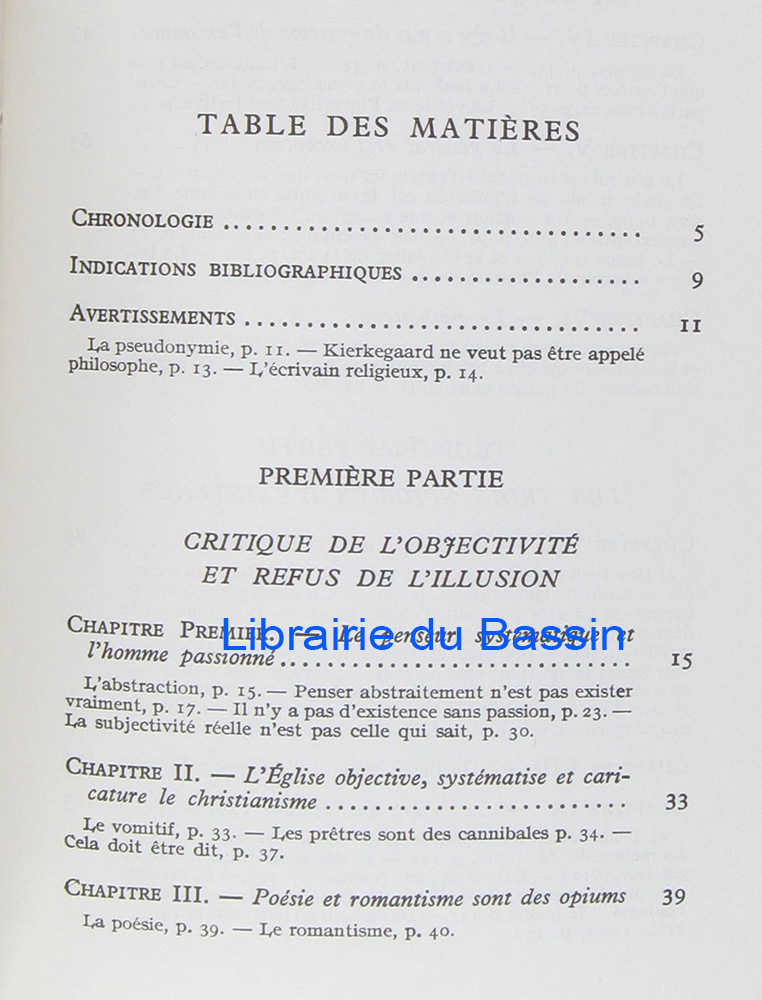 TABLE DES MATIÈRES
CHRONOLOGIE ................................... 5
INDICATIONS BIBLIOGRAPHIQUES ................... 9
AVERTISSEMENTS ................................. 11
La pseudonymie, p. 11. — Kierkegaard ne veut pas être appelé
philosophe, p. 13. — L'écrivain religieux, p. 14.
PREMIÈRE PARTIE
CRITIQUE DE L'OBJECTIVITÉ
ET REFUS DE L'ILLUSION
CHAPITRE PREMIER. — Le penseur systématique et
Librairie du Bassin
l'homme passionné .............................. 15
L'abstraction, p. 15. — Penser abstraitement n'est pas exister
vraiment, p. 17. — Il n'y a pas d'existence sans passion, p. 23. —
La subjectivité réelle n'est pas celle qui sait, p. 30.
CHAPITRE II. — L'Église objective, systématise et cari-
cature le christianisme .......................... 33
Le vomitif, p. 33. — Les prêtres sont des cannibales p. 34. —
Cela doit être dit, p. 37.
CHAPITRE III. — Poésie et romantisme sont des opiums 39
La poésie, p. 39. — Le romantisme, p. 40.